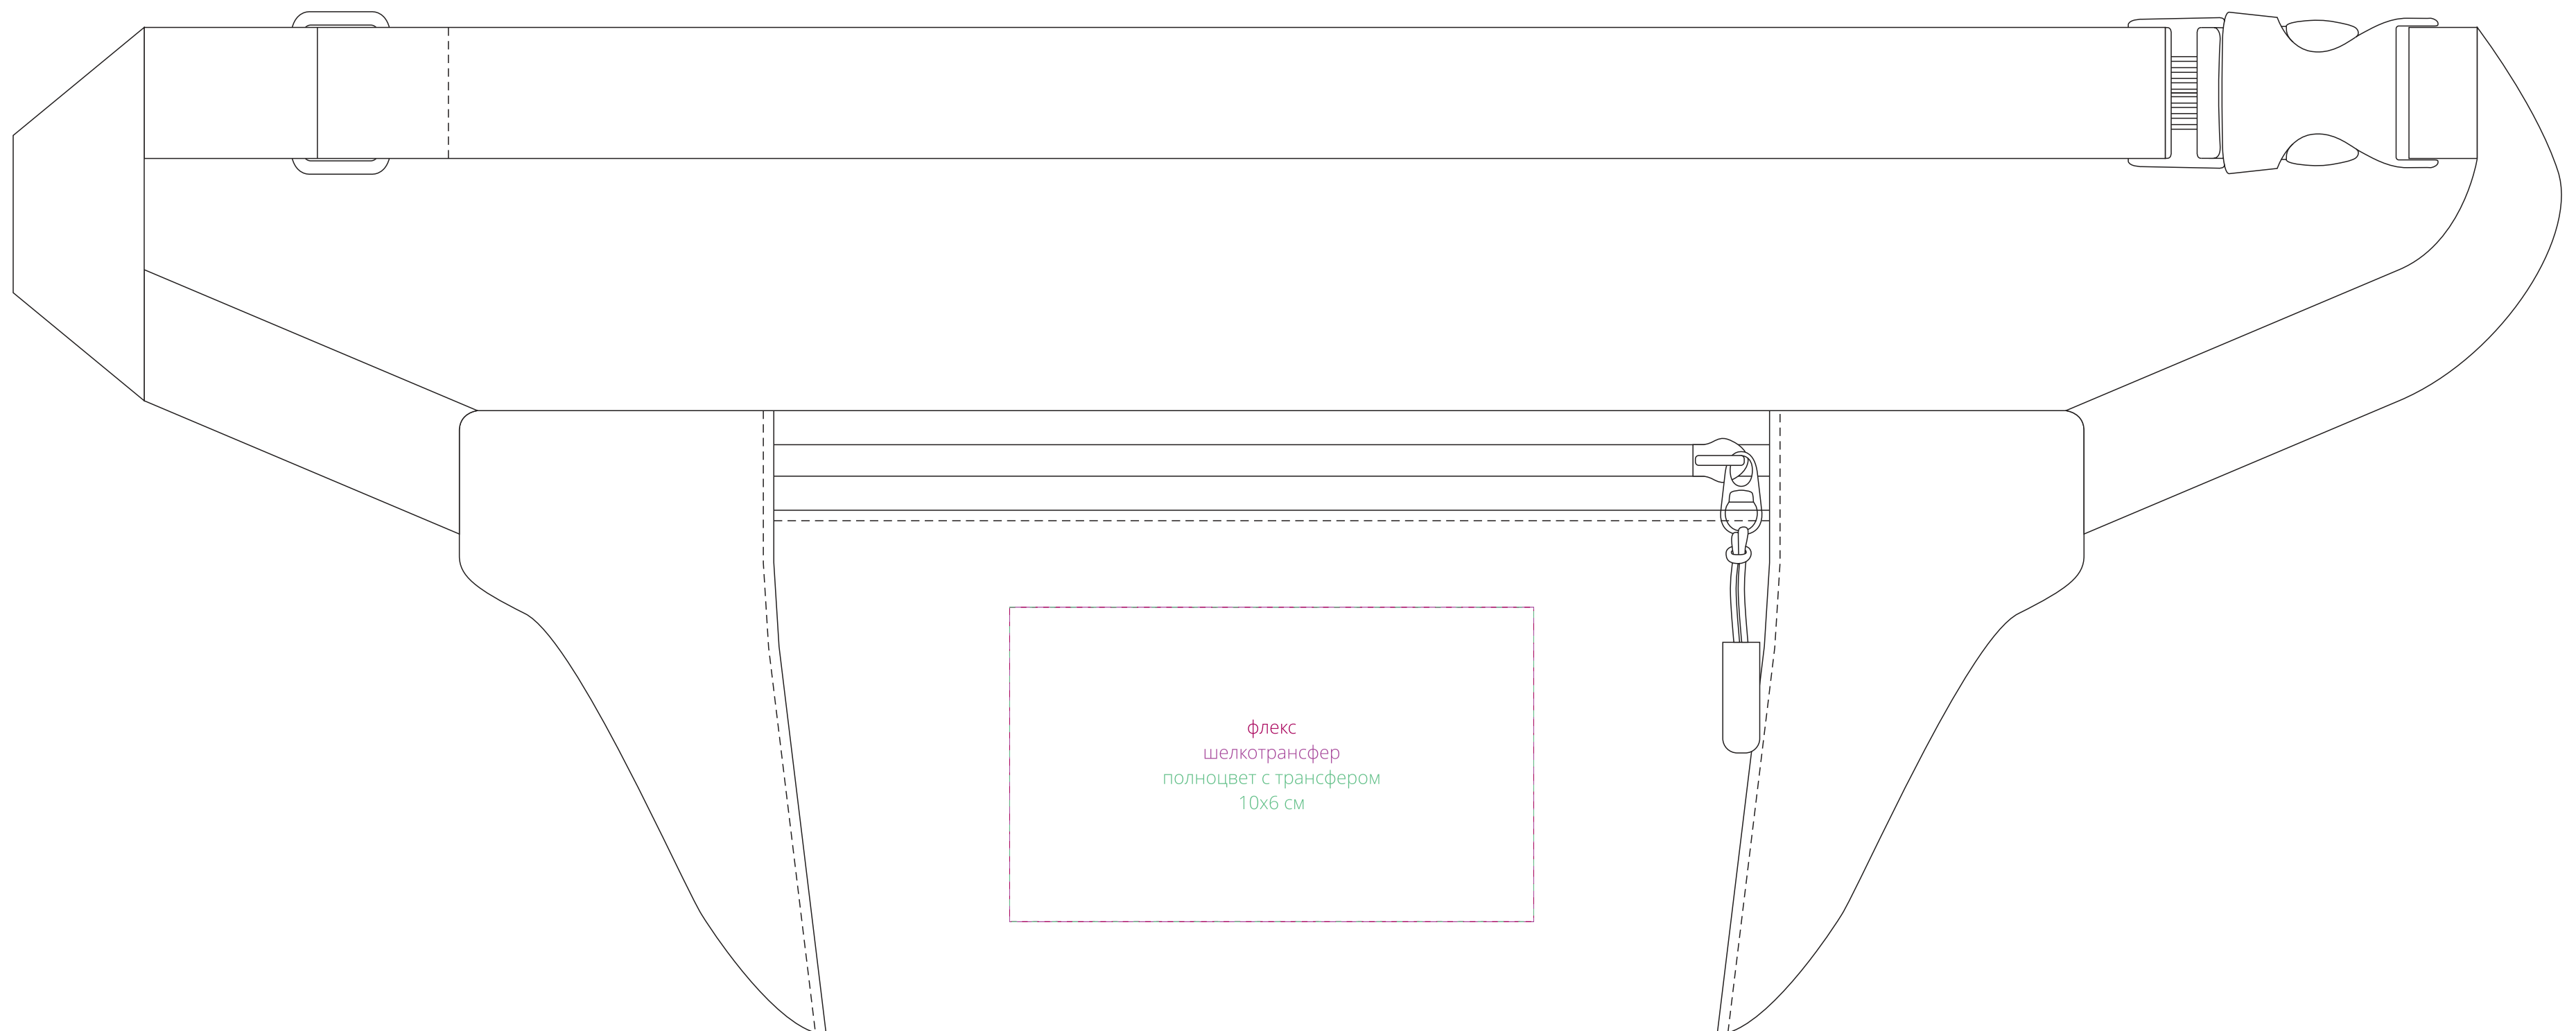 флекс
шелкотрансфер
полноцвет с трансфером
10х6 см